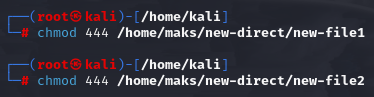 ┌──(root㉿kali)-[/home/kali]
└─# chmod 444 /home/maks/new-direct/new-file1
┌──(root㉿kali)-[/home/kali]
└─# chmod 444 /home/maks/new-direct/new-file2